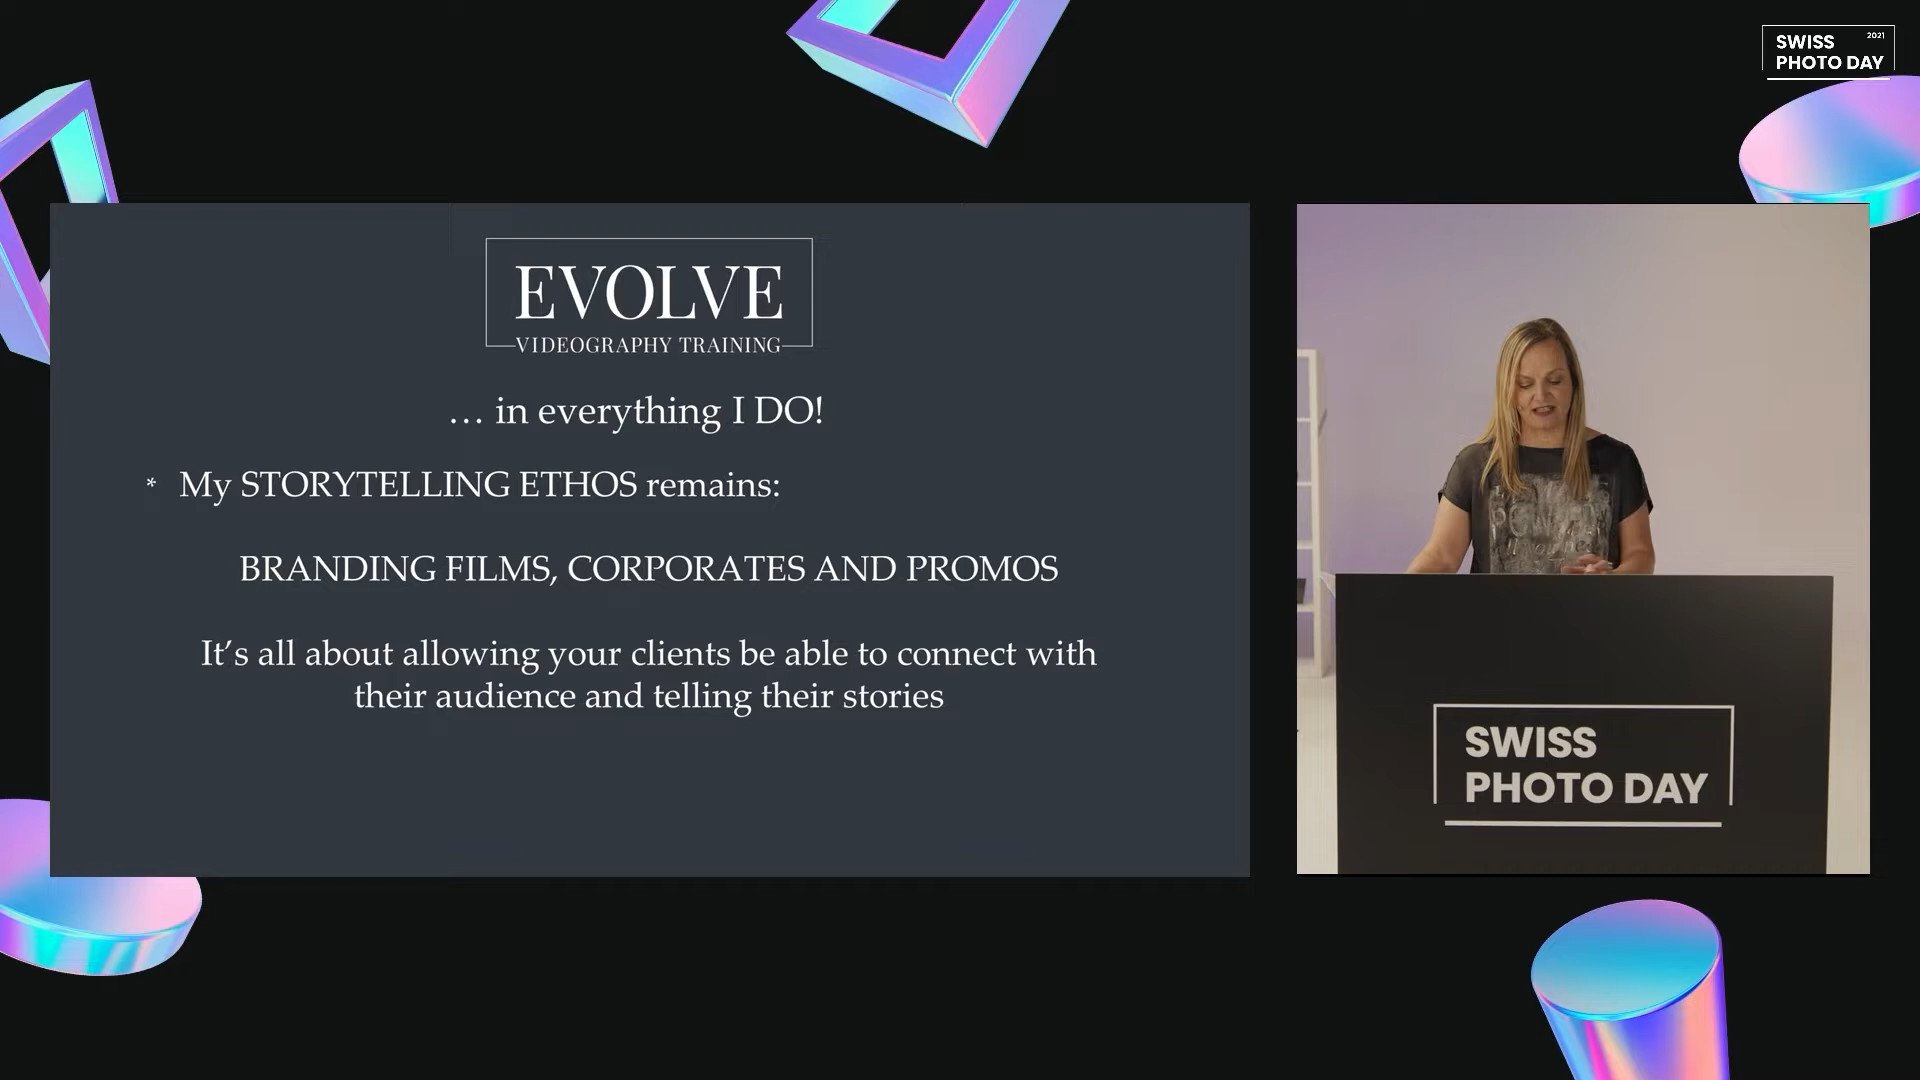 SWISS 2021
PHOTO DAY
EVOLVE
VIDEOGRAPHY TRAINING
… in everything I DO!
* My STORYTELLING ETHOS remains:
BRANDING FILMS, CORPORATES AND PROMOS
It’s all about allowing your clients be able to connect with
their audience and telling their stories
SWISS
PHOTO DAY